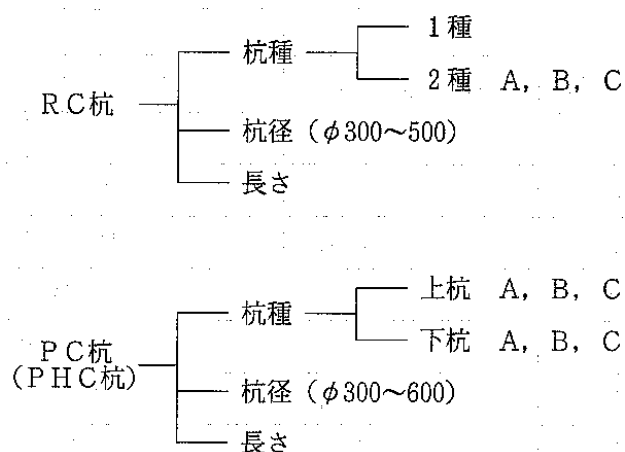 1種
杭種
2種 A, B, C
RC杭
杭径(φ300~500)
長さ
上杭 A, B, C
杭種
下杭 A, B, C
PC杭
(PHC杭)
杭径(φ300~600)
長さ